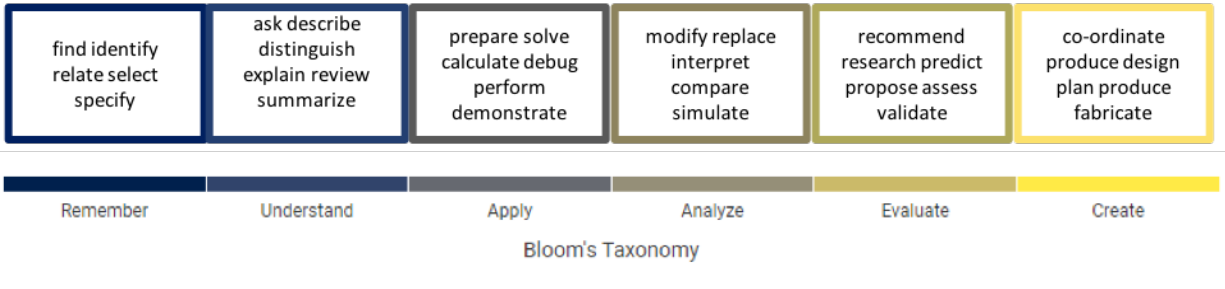 find identify
relate select
specify
ask describe
distinguish
explain review
summarize
prepare solve
calculate debug
perform
demonstrate
modify replace
interpret
compare
simulate
recommend
research predict
propose assess
validate
co-ordinate
produce design
plan produce
fabricate
Remember
Understand
Apply
Analyze
Evaluate
Create
Bloom's Taxonomy